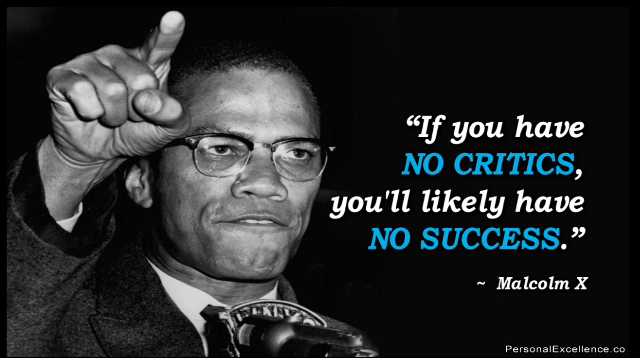 “If you have
NO CRITICS,
you'll likely have
NO SUCCESS.”
~ Malcolm X
PersonalExcellence.co